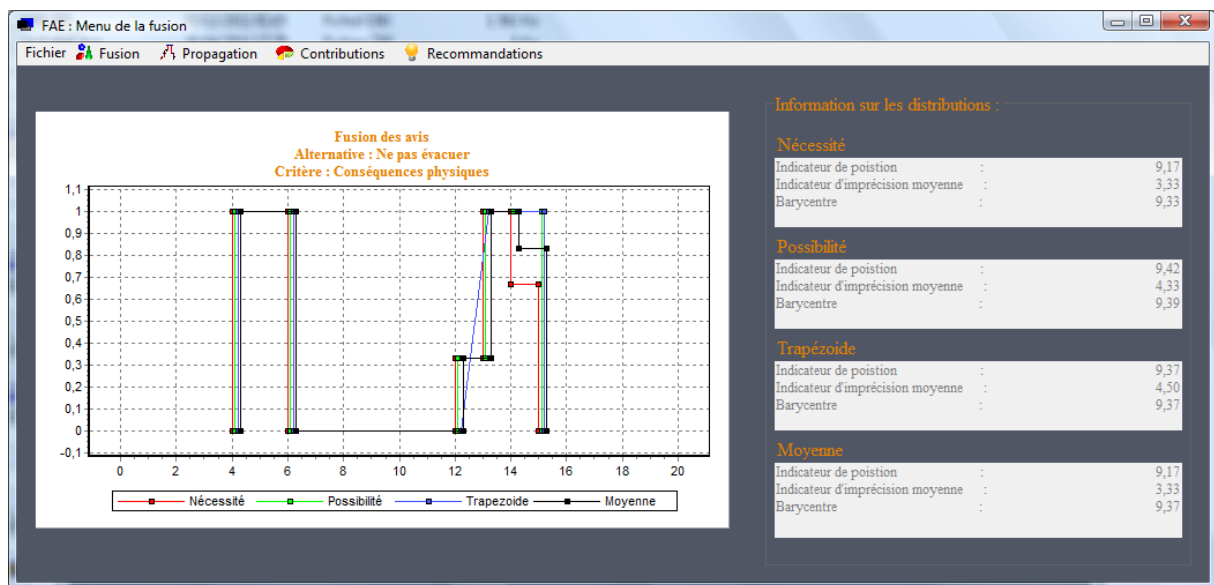 FAE : Menu de la fusion
Fichier Fusion Propagation Contributions Recommandations
Fusion des avis
Alternative : Ne pas évacuer
Critère : Conséquences physiques
1,1
1
0,9
0,8
0,7
0,6
0,5
0,4
0,3
0,2
0,1
0
-0,1
0 2 4 6 8 10 12 14 16 18 20
Nécessité Possibilité Trapezoide Moyenne
Information sur les distributions :
Nécessité
Indicateur de poistion : 9,17
Indicateur d'imprécision moyenne : 3,33
Barycentre : 9,33
Possibilité
Indicateur de poistion : 9,42
Indicateur d'imprécision moyenne : 4,33
Barycentre : 9,39
Trapézoide
Indicateur de poistion : 9,37
Indicateur d'imprécision moyenne : 4,50
Barycentre : 9,37
Moyenne
Indicateur de poistion : 9,17
Indicateur d'imprécision moyenne : 3,33
Barycentre : 9,37